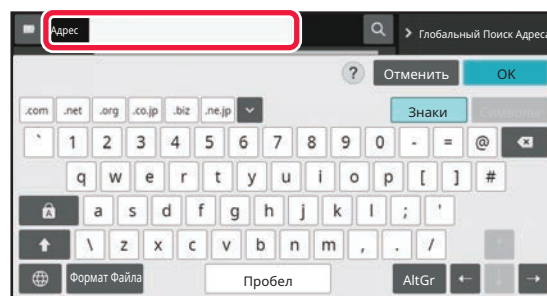 Адрес
Глобальный Поиск Адреса
? Отменить OK
.com .net .org .co.jp .biz .ne.jp Знаки Символы
` 1 2 3 4 5 6 7 8 9 0 - = @
q w e r t y u i o p [ ] #
A a s d f g h j k l ; '
\ z x c v b n m , . /
Формат Файла Пробел AltGr